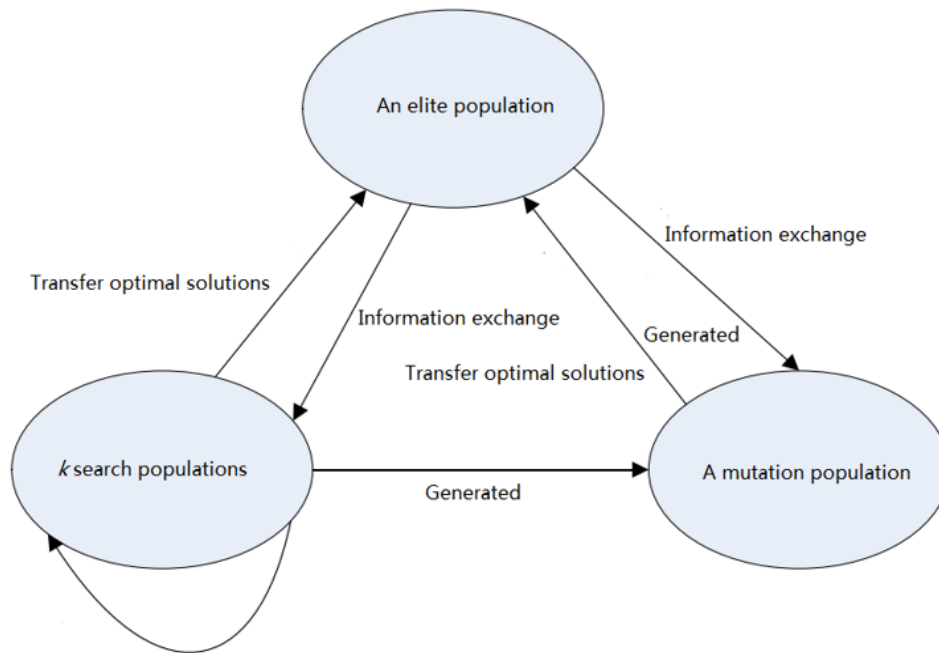 An elite population
Information exchange
Transfer optimal solutions
Information exchange
Generated
Transfer optimal solutions
k search populations
A mutation population
Generated